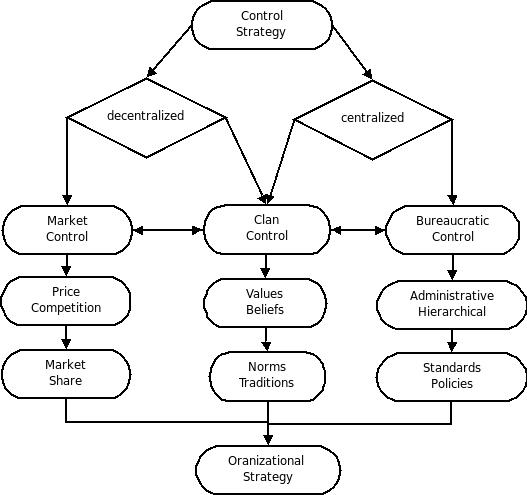 Control
Strategy
decentralized
centralized
Market
Control
Clan
Control
Bureaucratic
Control
Price
Competition
Values
Beliefs
Administrative
Hierarchical
Market
Share
Norms
Traditions
Standards
Policies
Oranizational
Strategy